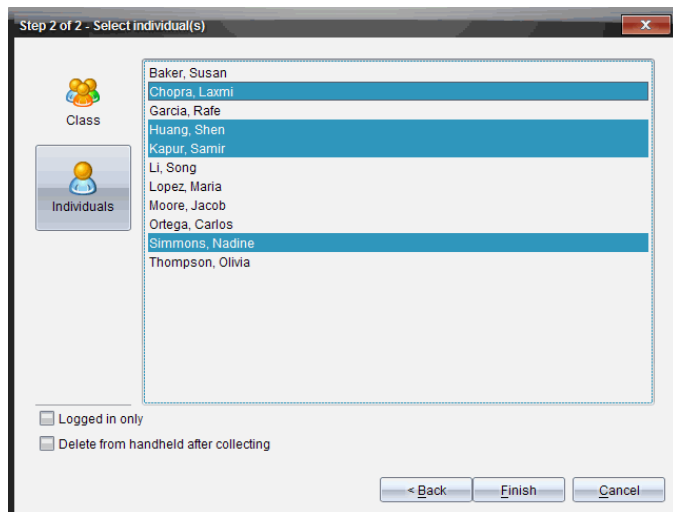 Step 2 of 2 - Select individual(s)
Class
Individuals
Baker, Susan
Chopra, Laxmi
Garcia, Rafe
Huang, Shen
Kapur, Samir
Li, Song
Lopez, Maria
Moore, Jacob
Ortega, Carlos
Simmons, Nadine
Thompson, Olivia
Logged in only
Delete from handheld after collecting
< Back Finish Cancel